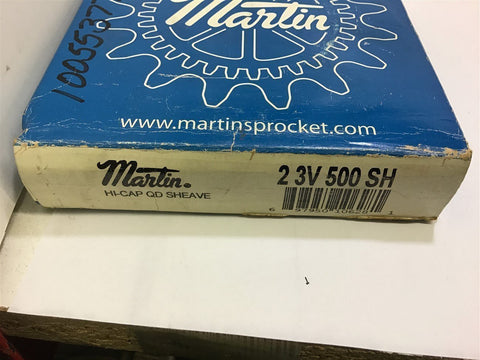 Martin
www.martinsprocket.com
Martin.
HI-CAP QD SHEAVE
2 3V 500 SH